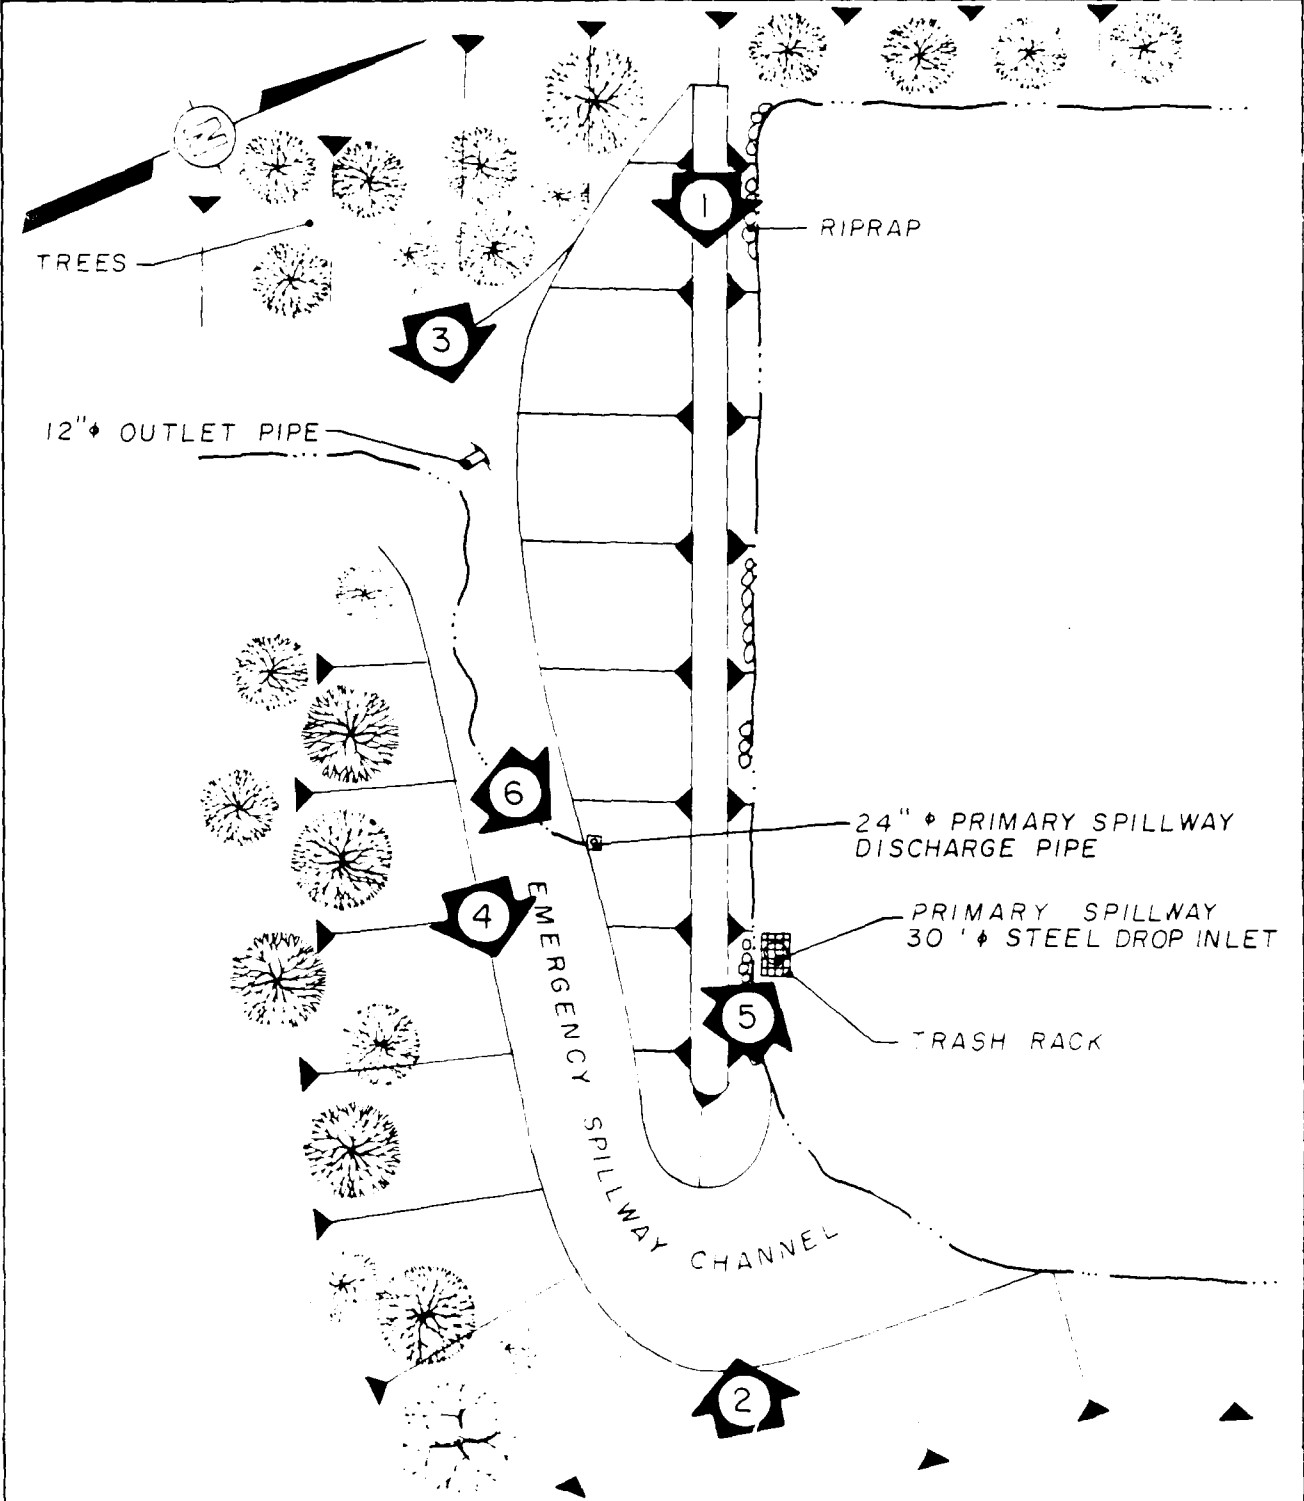 N
1
RIPRAP
TREES
3
12"ϕ OUTLET PIPE
6
24" ϕ PRIMARY SPILLWAY
DISCHARGE PIPE
4
PRIMARY SPILLWAY
30 'ϕ STEEL DROP INLET
5
TRASH RACK
EMERGENCY SPILLWAY CHANNEL
2